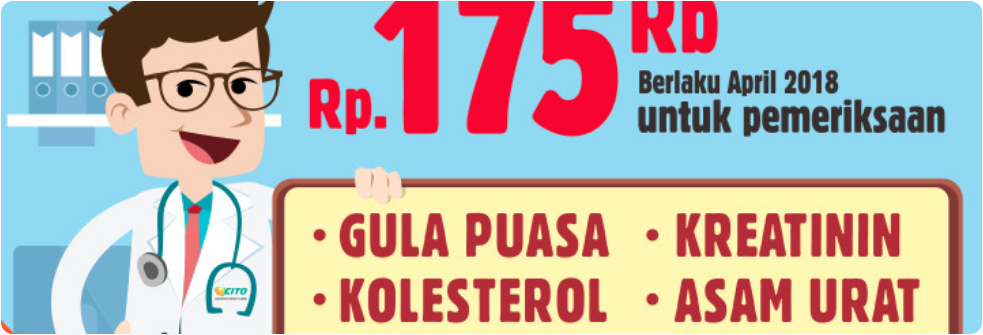 Rp. 175 Rb
Berlaku April 2018
untuk pemeriksaan
• GULA PUASA • KREATININ
• KOLESTEROL • ASAM URAT
CITO